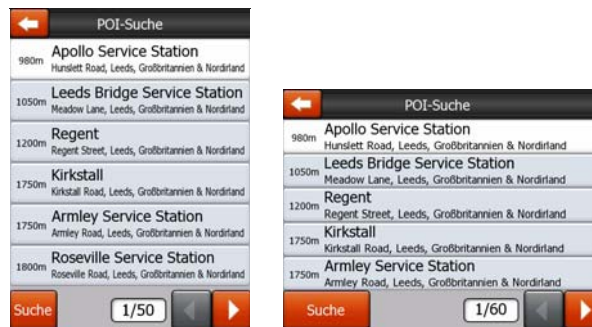 POI-Suche
980m Apollo Service Station
Hunslett Road, Leeds, Großbritannien & Nordirland
1050m Leeds Bridge Service Station
Meadow Lane, Leeds, Großbritannien & Nordirland
1200m Regent
Regent Street, Leeds, Großbritannien & Nordirland
1750m Kirkstall
Kirkstall Road, Leeds, Großbritannien & Nordirland
1750m Armley Service Station
Armley Road, Leeds, Großbritannien & Nordirland
1800m Roseville Service Station
Roseville Road, Leeds, Großbritannien & Nordirland
Suche 1/50
POI-Suche
980m Apollo Service Station
Hunslett Road, Leeds, Großbritannien & Nordirland
1050m Leeds Bridge Service Station
Meadow Lane, Leeds, Großbritannien & Nordirland
1200m Regent
Regent Street, Leeds, Großbritannien & Nordirland
1750m Kirkstall
Kirkstall Road, Leeds, Großbritannien & Nordirland
1750m Armley Service Station
Armley Road, Leeds, Großbritannien & Nordirland
Suche 1/60